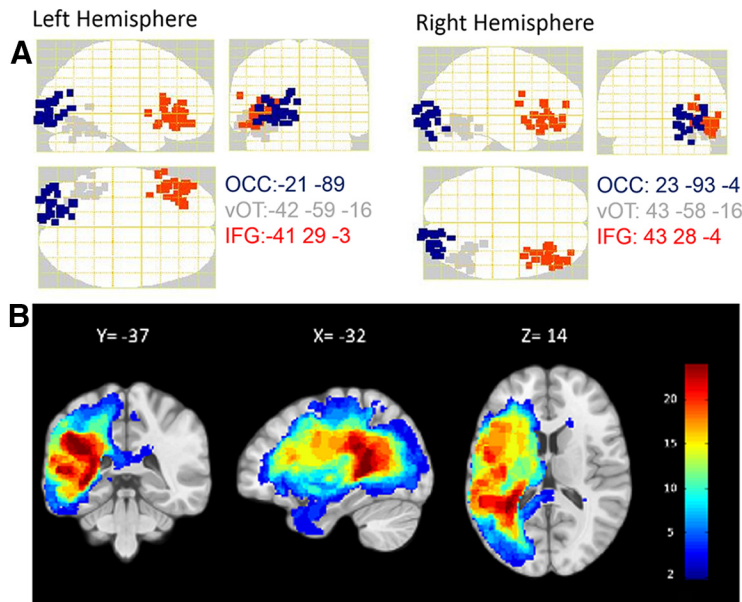 Left Hemisphere
Right Hemisphere
A
OCC:-21 -89
vOT:-42 -59 -16
IFG:-41 29 -3
OCC: 23 -93 -4
vOT: 43 -58 -16
IFG: 43 28 -4
B
Y= -37
X= -32
Z= 14
20
15
10
5
2